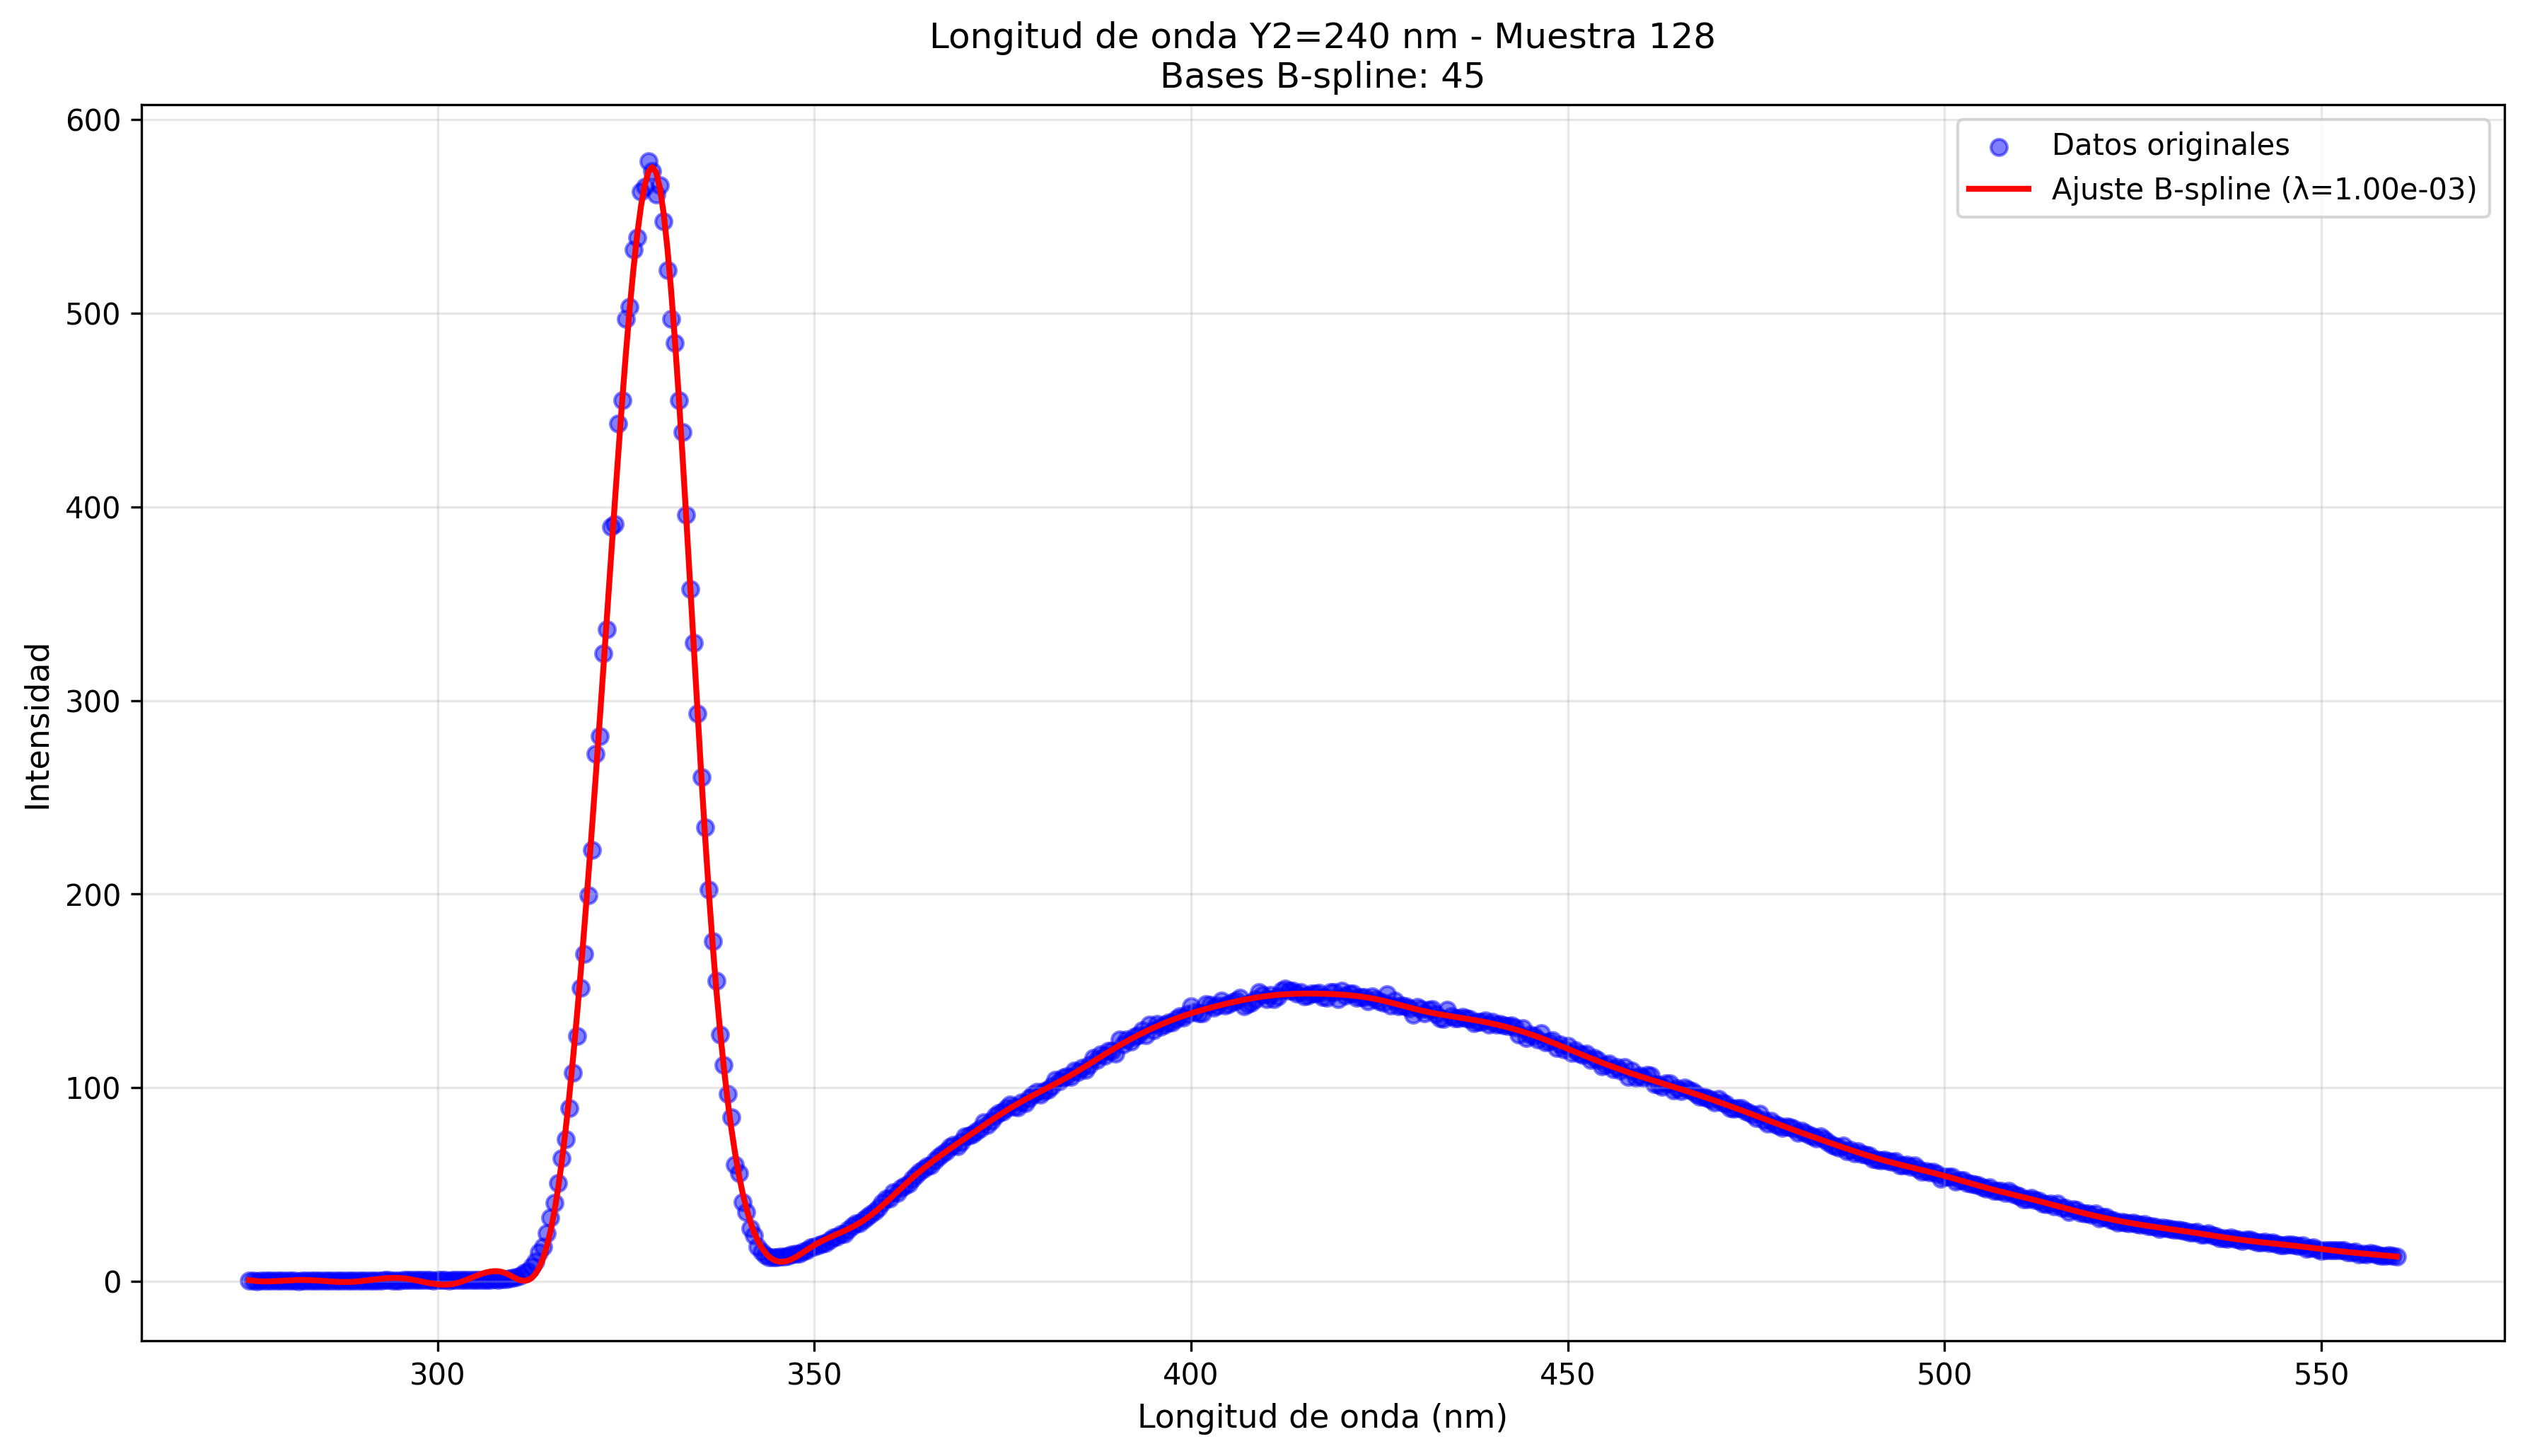 Longitud de onda Y2=240 nm - Muestra 128
Bases B-spline: 45
Datos originales
Ajuste B-spline (λ=1.00e-03)
Intensidad
600
500
400
300
200
100
0
300
350
400
450
500
550
Longitud de onda (nm)